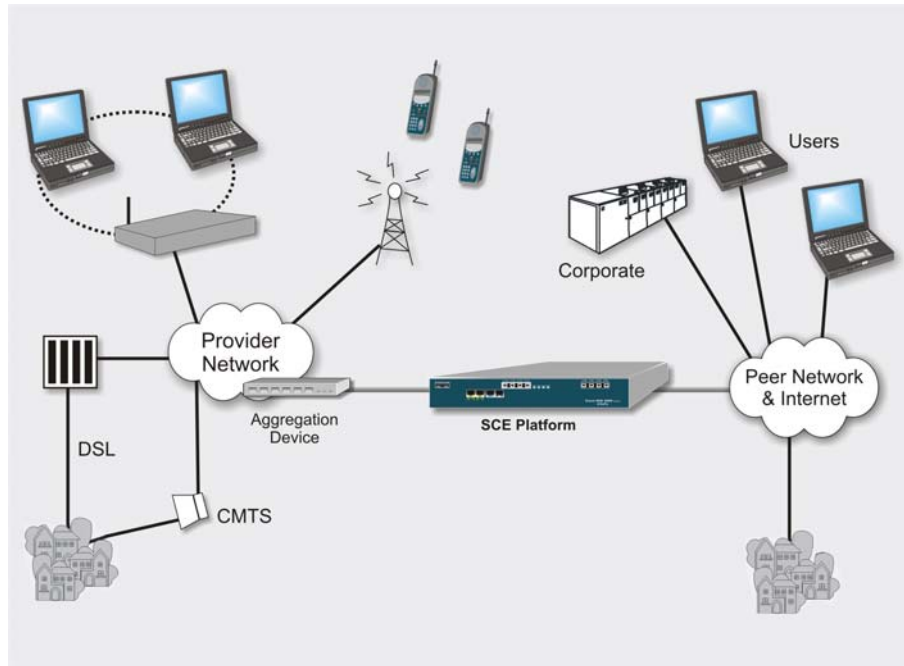 Users
Corporate
Provider
Network
Peer Network
& Internet
Aggregation
Device
SCE Platform
DSL
CMTS